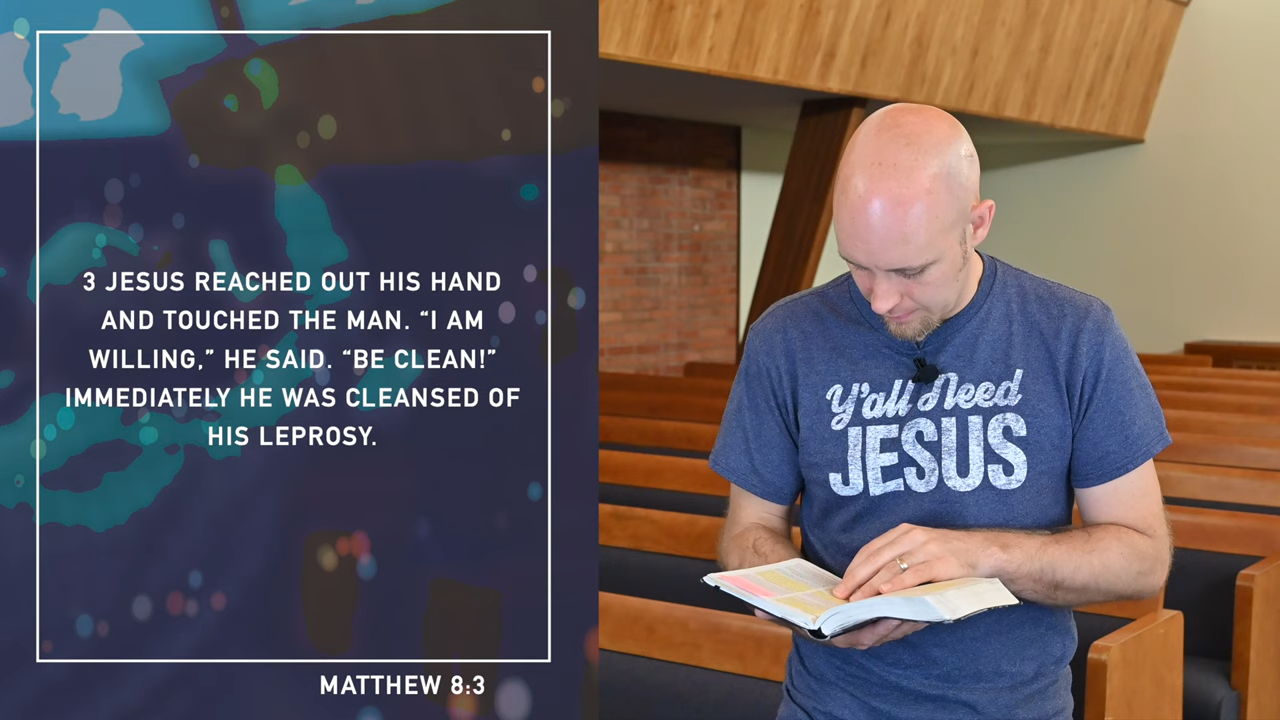 3 JESUS REACHED OUT HIS HAND
AND TOUCHED THE MAN. “I AM
WILLING,” HE SAID. “BE CLEAN!”
IMMEDIATELY HE WAS CLEANSED OF
HIS LEPROSY.
MATTHEW 8:3
Y'all Need
JESUS